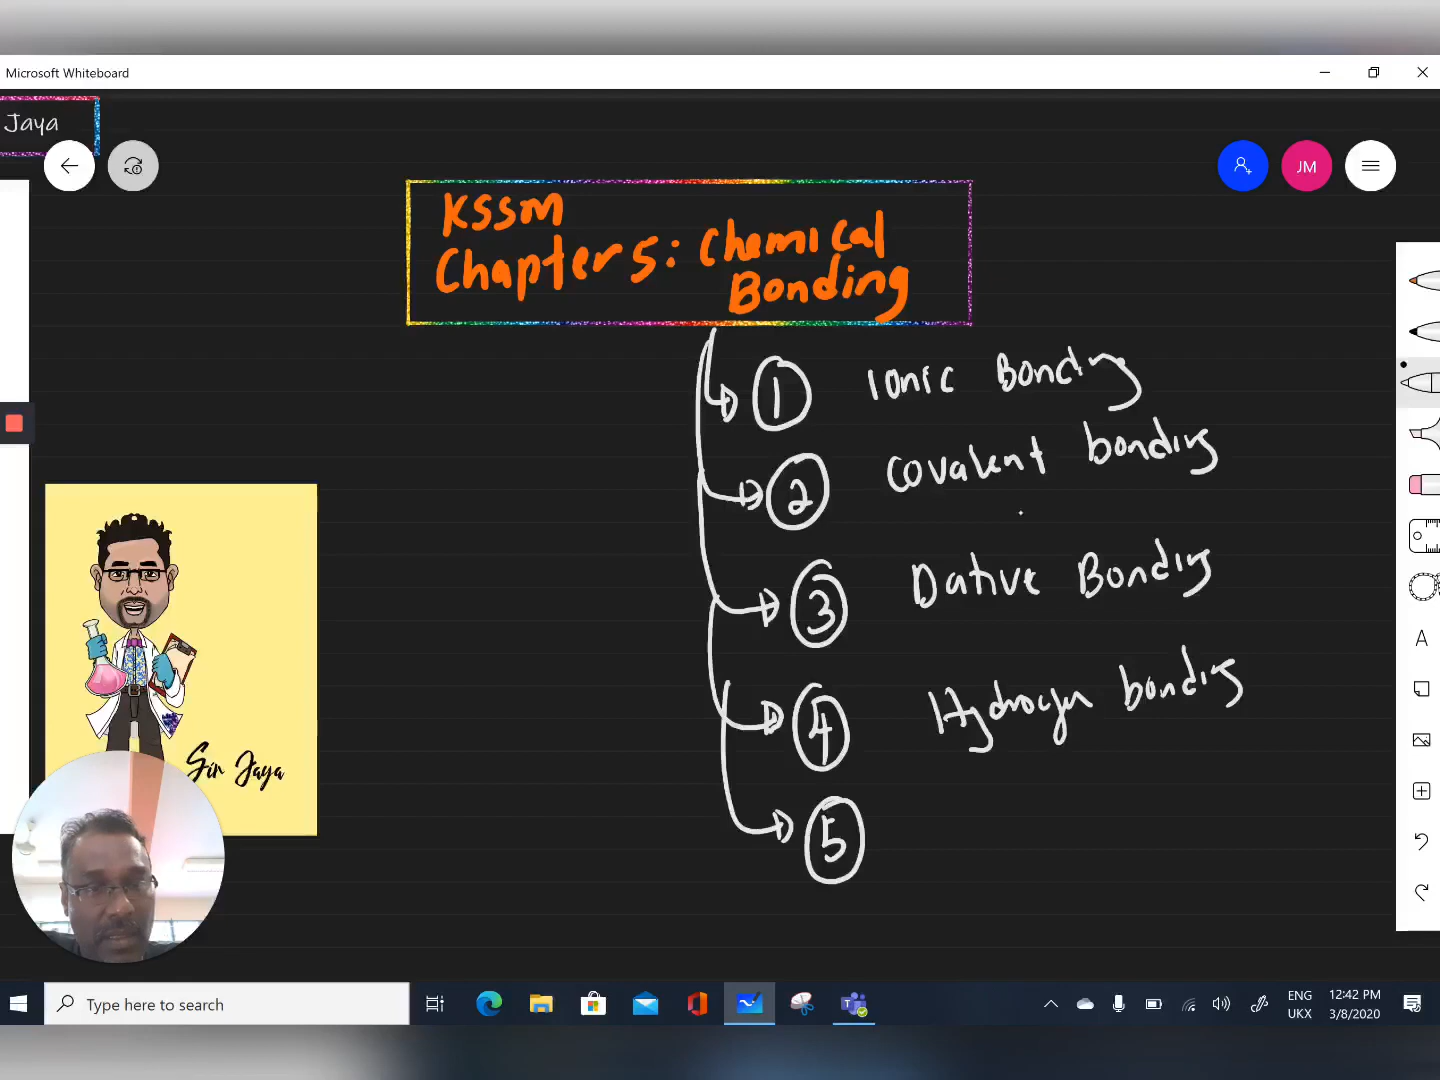 Microsoft Whiteboard
Jaya
JM
KSSM
Chapter 5: Chemical
Bonding
1 Ionic Bonding
2 Covalent bonding
3 Dative Bonding
4 Hydrogen bonding
5
A
Sir Jaya
Type here to search
ENG
UKX
12:42 PM
3/8/2020